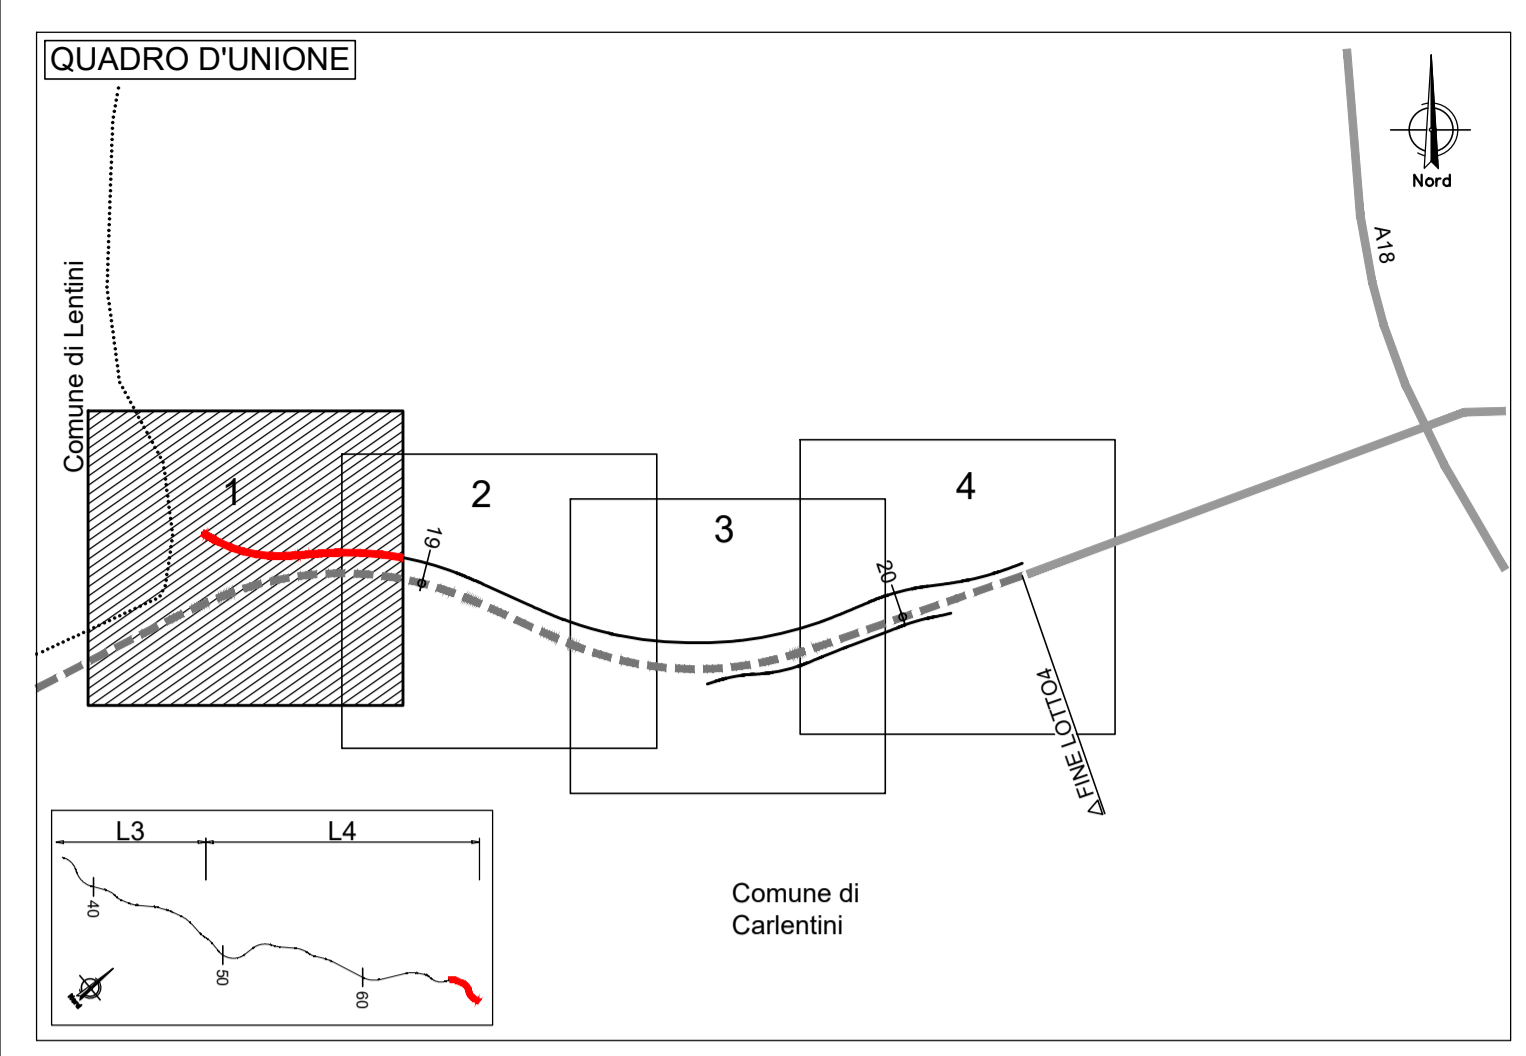 QUADRO D'UNIONE
Nord
A18
Comune di Lentini
1
2
3
4
19
20
FINE LOTTO4
L3
L4
40
50
60
Comune di
Carlentini